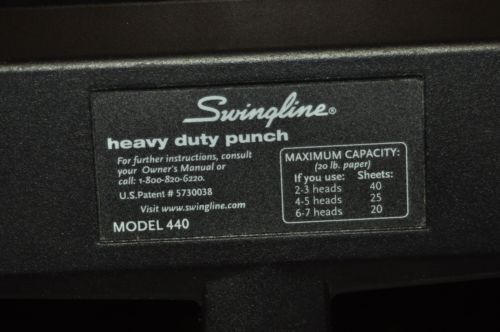 Swingline®
heavy duty punch
For further instructions, consult
your Owner's Manual or
call: 1-800-820-6220.
U.S.Patent # 5730038
Visit www.swingline.com
MODEL 440
MAXIMUM CAPACITY:
(20 lb. paper)
If you use: Sheets:
2-3 heads 40
4-5 heads 25
6-7 heads 20